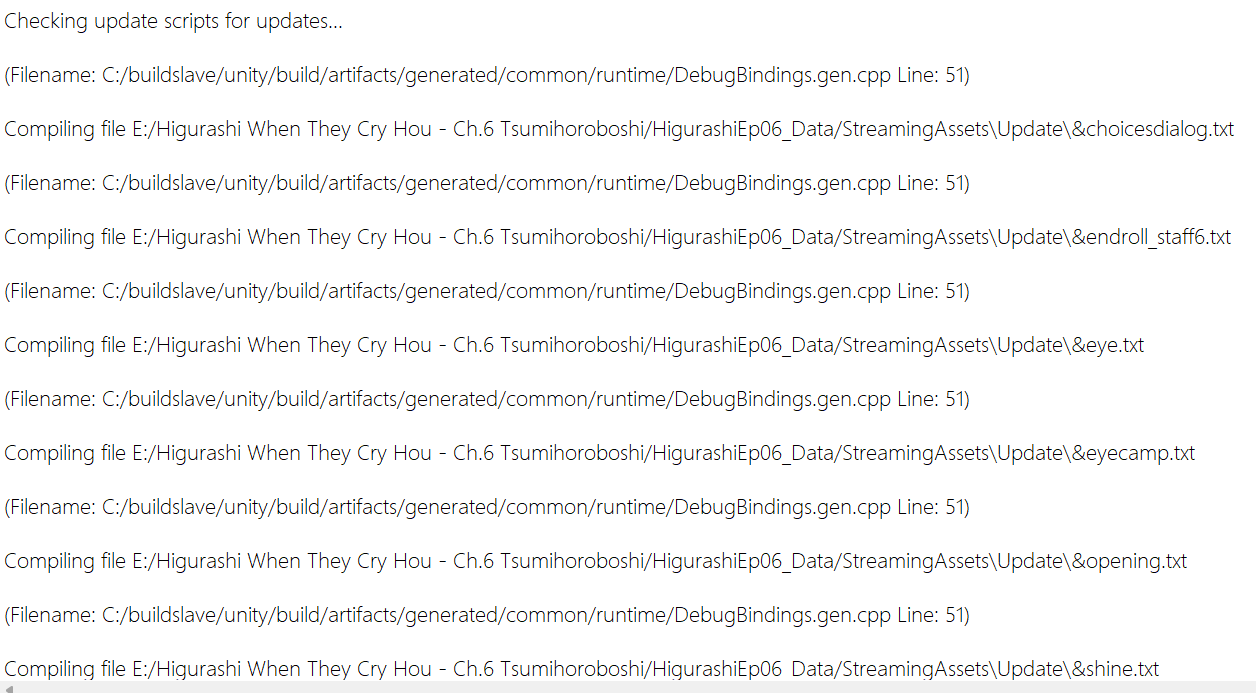 Checking update scripts for updates...
(Filename: C:/buildslave/unity/build/artifacts/generated/common/runtime/DebugBindings.gen.cpp Line: 51)
Compiling file E:/Higurashi When They Cry Hou - Ch.6 Tsumihoroboshi/HigurashiEp06_Data/StreamingAssets\Update\&choicesdialog.txt
(Filename: C:/buildslave/unity/build/artifacts/generated/common/runtime/DebugBindings.gen.cpp Line: 51)
Compiling file E:/Higurashi When They Cry Hou - Ch.6 Tsumihoroboshi/HigurashiEp06_Data/StreamingAssets\Update\&endroll_staff6.txt
(Filename: C:/buildslave/unity/build/artifacts/generated/common/runtime/DebugBindings.gen.cpp Line: 51)
Compiling file E:/Higurashi When They Cry Hou - Ch.6 Tsumihoroboshi/HigurashiEp06_Data/StreamingAssets\Update\&eye.txt
(Filename: C:/buildslave/unity/build/artifacts/generated/common/runtime/DebugBindings.gen.cpp Line: 51)
Compiling file E:/Higurashi When They Cry Hou - Ch.6 Tsumihoroboshi/HigurashiEp06_Data/StreamingAssets\Update\&eyecamp.txt
(Filename: C:/buildslave/unity/build/artifacts/generated/common/runtime/DebugBindings.gen.cpp Line: 51)
Compiling file E:/Higurashi When They Cry Hou - Ch.6 Tsumihoroboshi/HigurashiEp06_Data/StreamingAssets\Update\&opening.txt
(Filename: C:/buildslave/unity/build/artifacts/generated/common/runtime/DebugBindings.gen.cpp Line: 51)
Compiling file E:/Higurashi When They Cry Hou - Ch.6 Tsumihoroboshi/HigurashiEp06_Data/StreamingAssets\Update\&shine.txt